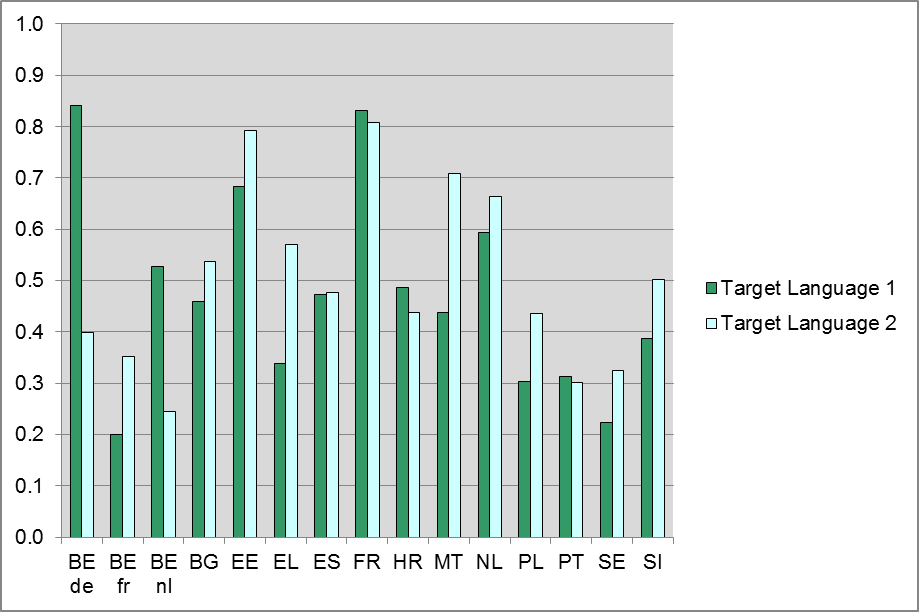 1.0
0.9
0.8
0.7
0.6
0.5
0.4
0.3
0.2
0.1
0.0
BE de
BE fr
BE nl
BG
EE
EL
ES
FR
HR
MT
NL
PL
PT
SE
SI
Target Language 1
Target Language 2